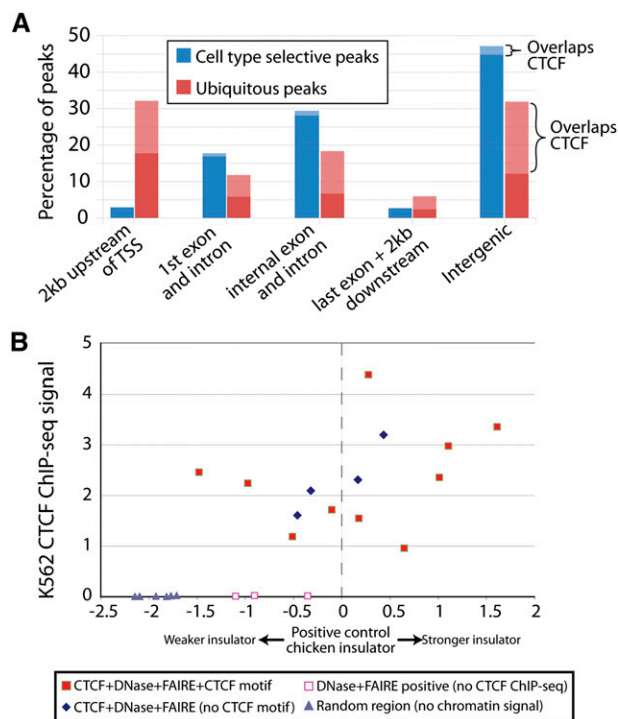 A
Percentage of peaks
50
40
30
20
10
0
Cell type selective peaks
Ubiquitous peaks
Overlaps
CTCF
Overlaps
CTCF
2kb upstream
of TSS
1st exon
and intron
internal exon
and intron
last exon + 2kb
downstream
Intergenic
B
K562 CTCF ChIP-seq signal
5
4
3
2
1
0
-2.5 -2 -1.5 -1 -0.5 0 0.5 1 1.5 2
Weaker insulator Positive control Stronger insulator
chicken insulator
CTCF+DNase+FAIRE+CTCF motif
DNase+FAIRE positive (no CTCF ChIP-seq)
CTCF+DNase+FAIRE (no CTCF motif)
Random region (no chromatin signal)